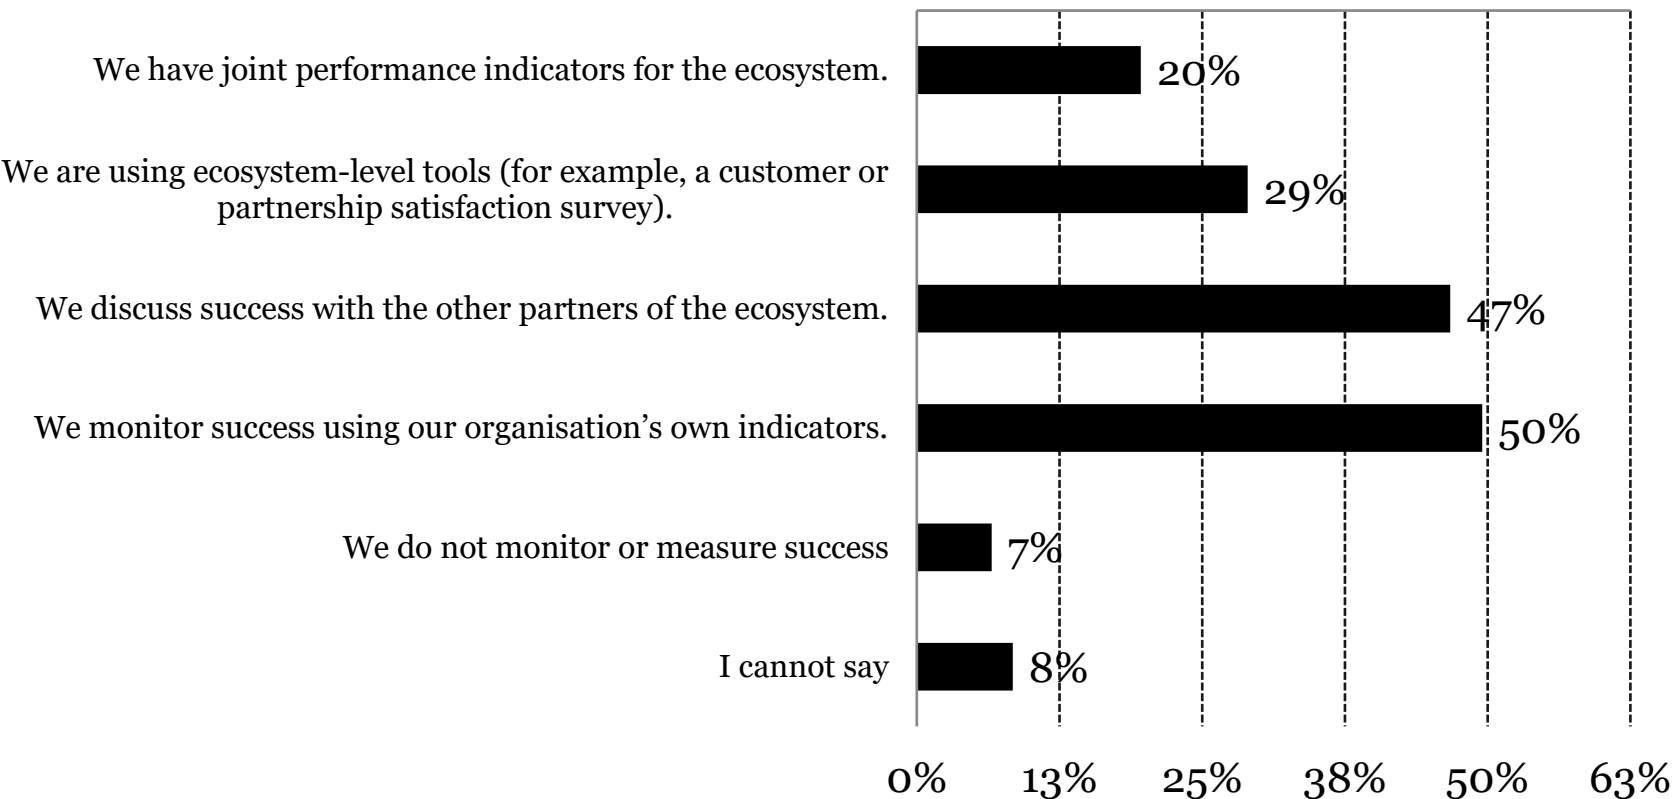 We have joint performance indicators for the ecosystem.
20%
We are using ecosystem-level tools (for example, a customer or
partnership satisfaction survey).
29%
We discuss success with the other partners of the ecosystem.
47%
We monitor success using our organisation’s own indicators.
50%
We do not monitor or measure success
7%
I cannot say
8%
0% 13% 25% 38% 50% 63%